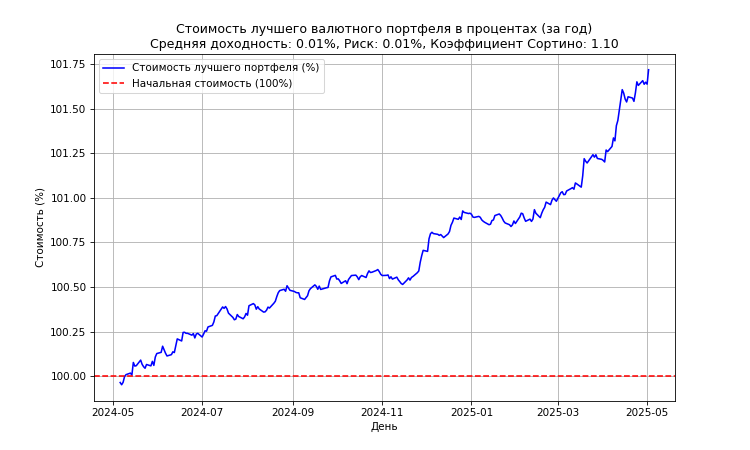 Стоимость лучшего валютного портфеля в процентах (за год)
Средняя доходность: 0.01%, Риск: 0.01%, Коэффициент Сортино: 1.10
Стоимость лучшего портфеля (%)
Начальная стоимость (100%)
Стоимость (%)
101.75
101.50
101.25
101.00
100.75
100.50
100.25
100.00
2024-05
2024-07
2024-09
2024-11
2025-01
2025-03
2025-05
День